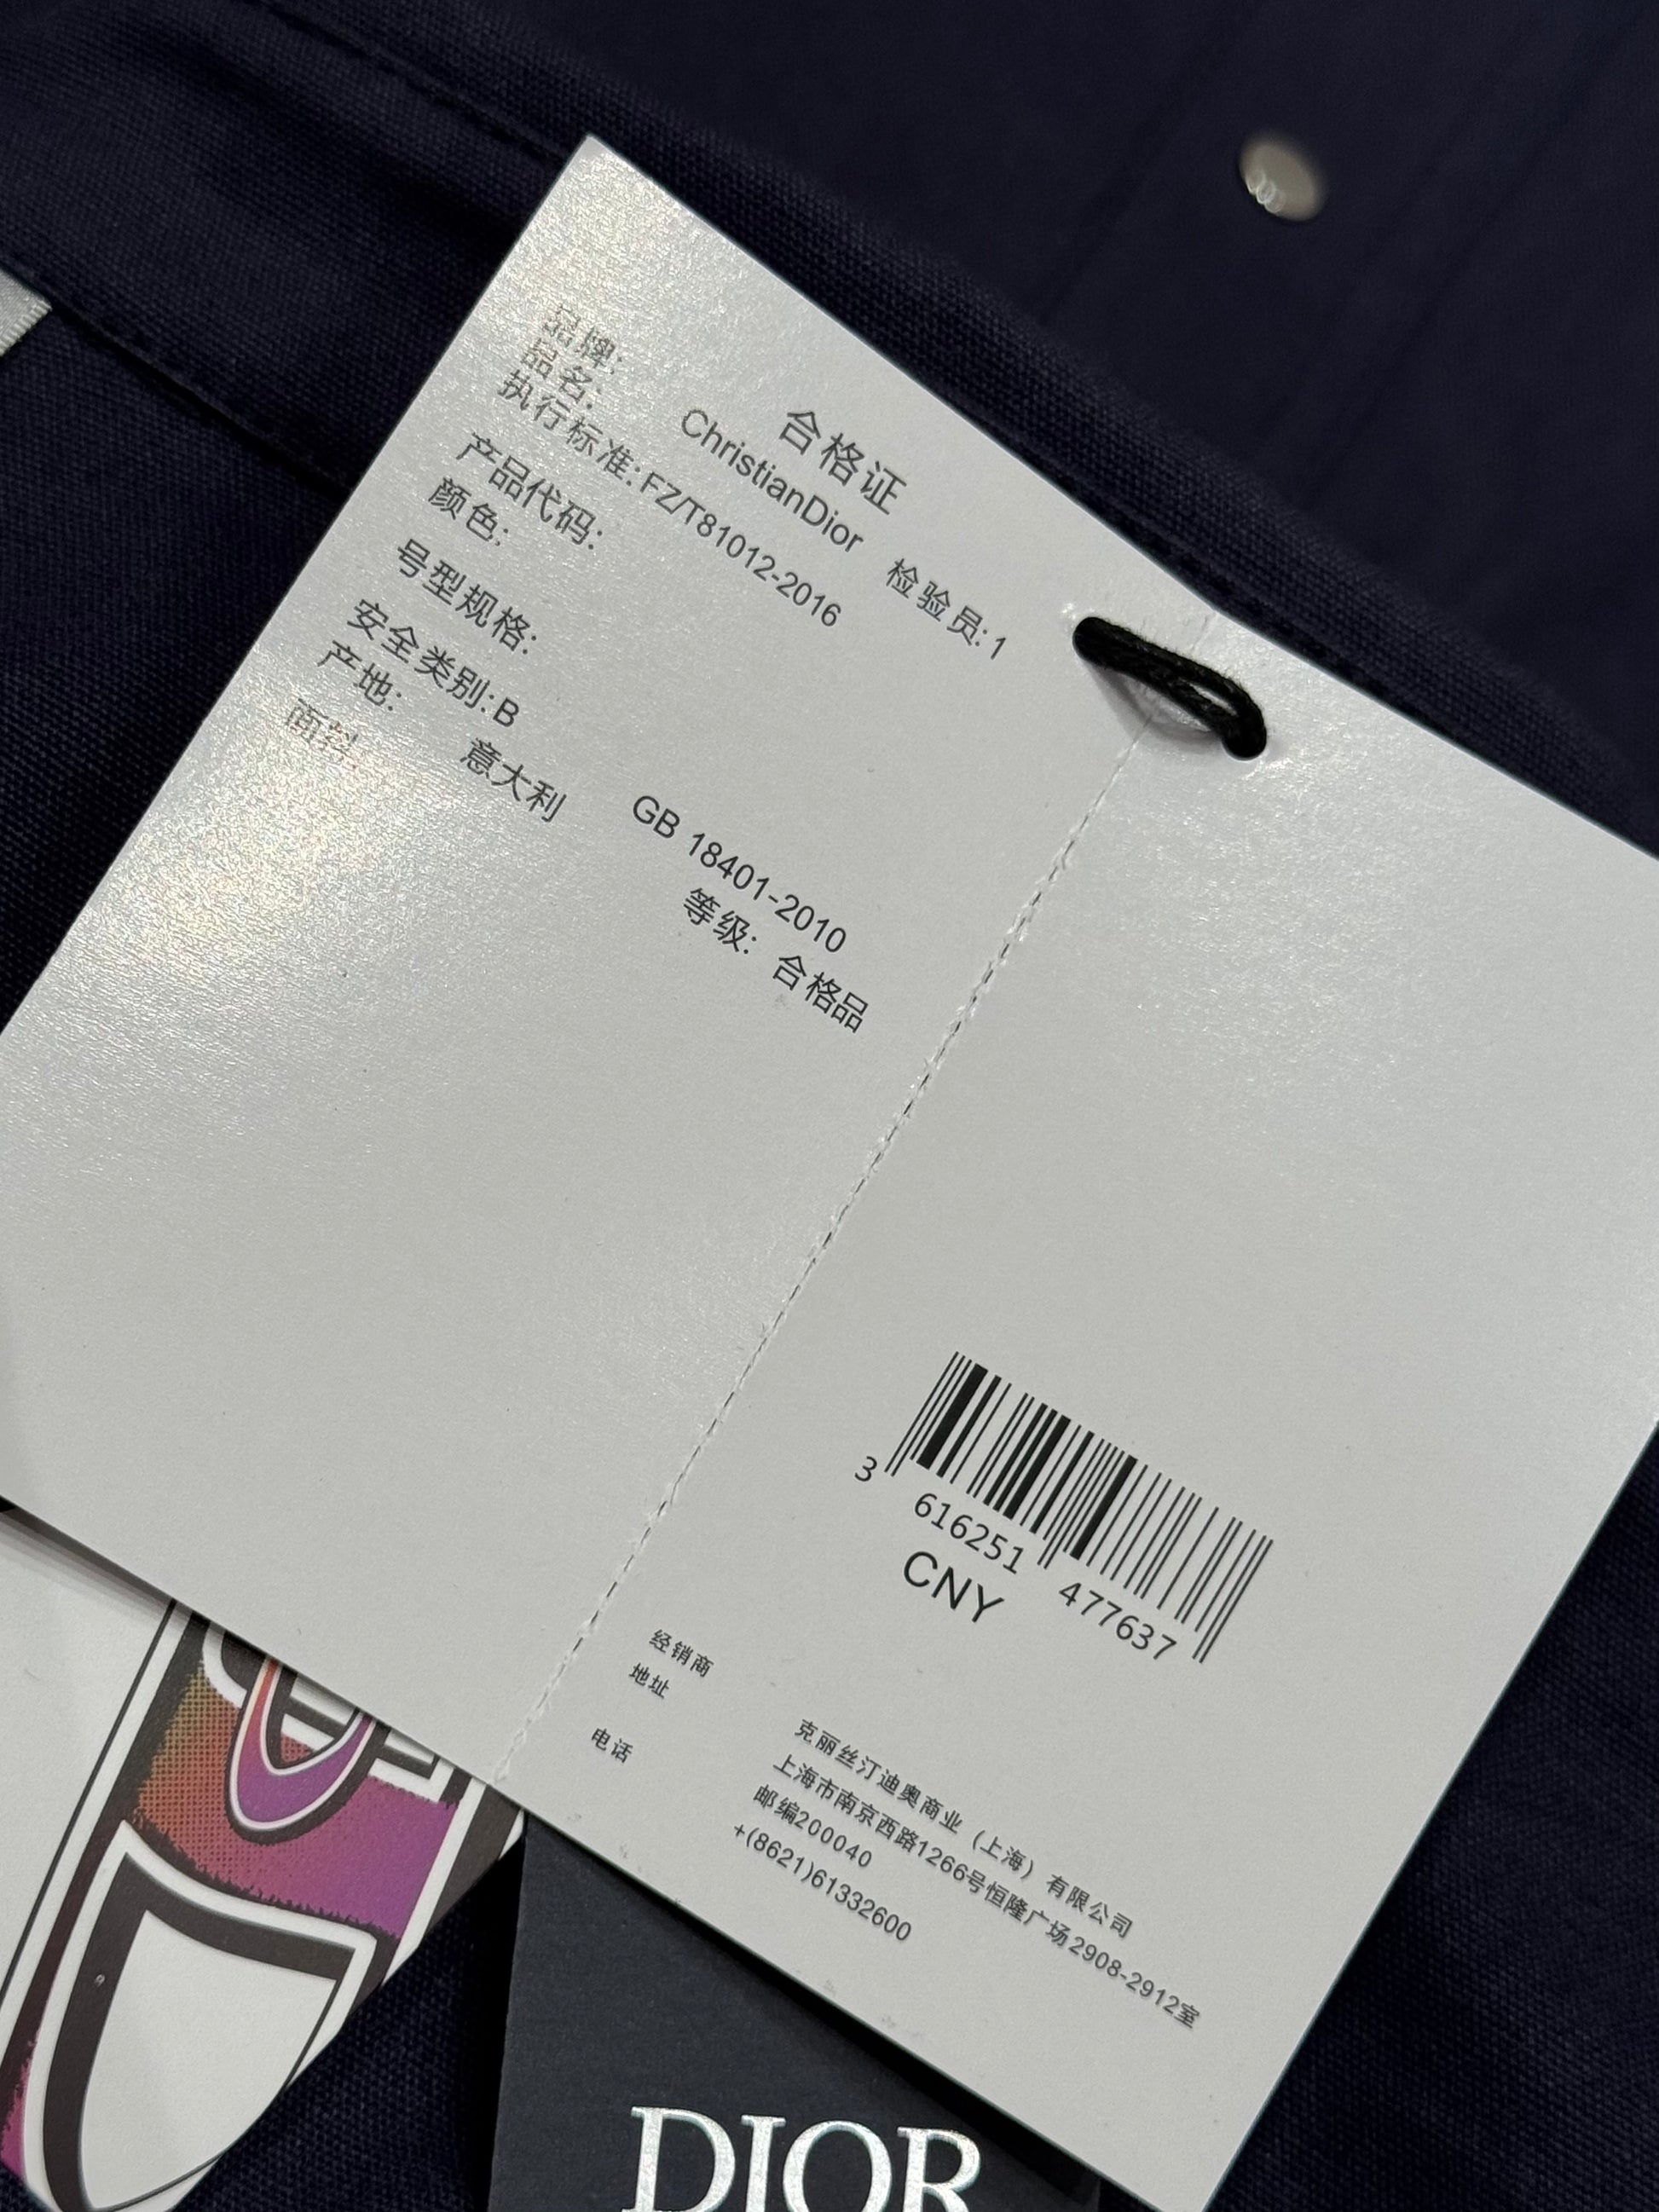 合格证
品牌: ChristianDior 检验员:1
品名:
执行标准:FZ/T81012-2016
产品代码:
颜色:
号型规格:
安全类别:B GB 18401-2010
产地: 意大利 等级: 合格品
面料:
3 616251 477637
CNY
经销商 克丽丝汀迪奥商业（上海）有限公司
地址 上海市南京西路1266号恒隆广场2908-2912室
邮编200040
电话 +(8621)61332600
DIOR